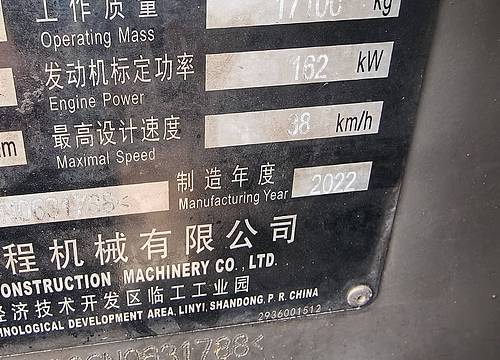 工作质量 17100 kg
Operating Mass
发动机标定功率 162 kW
Engine Power
最高设计速度 38 km/h
Maximal Speed
制造年度 2022
Manufacturing Year
程机械有限公司
ONSTRUCTION MACHINERY CO., LTD.
经济技术开发区临工工业园
HNOLOGICAL DEVELOPMENT AREA, LINYI, SHANDONG, P. R. CHINA
2936001512